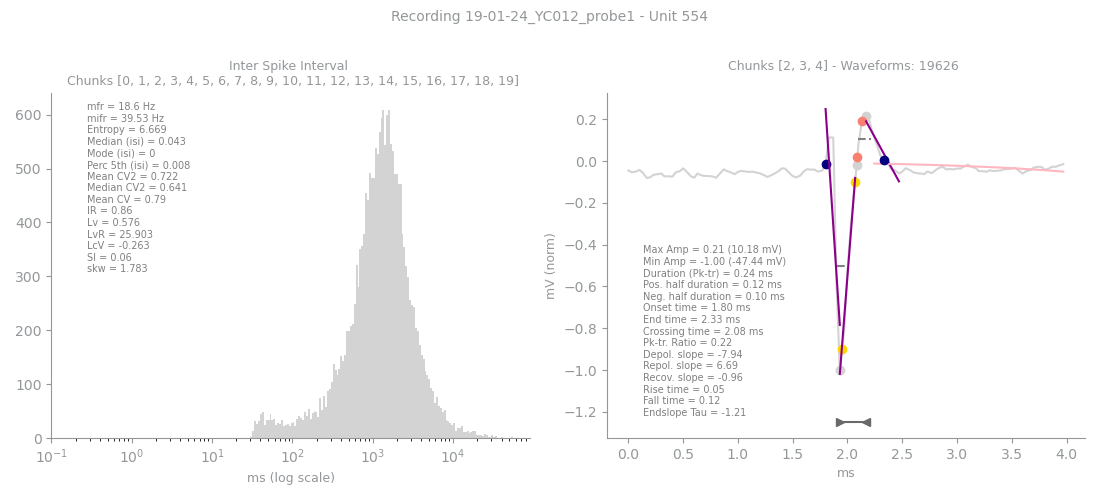 Recording 19-01-24_YC012_probe1 - Unit 554
Inter Spike Interval
Chunks [0, 1, 2, 3, 4, 5, 6, 7, 8, 9, 10, 11, 12, 13, 14, 15, 16, 17, 18, 19]
mfr = 18.6 Hz
mifr = 39.53 Hz
Entropy = 6.669
Median (isi) = 0.043
Mode (isi) = 0
Perc 5th (isi) = 0.008
Mean CV2 = 0.722
Median CV2 = 0.641
Mean CV = 0.79
IR = 0.86
Lv = 0.576
LvR = 25.903
LcV = -0.263
SI = 0.06
skw = 1.783
600
500
400
300
200
100
0
10⁻¹ 10⁰ 10¹ 10² 10³ 10⁴
ms (log scale)
Chunks [2, 3, 4] - Waveforms: 19626
mV (norm)
0.2
0.0
−0.2
−0.4
−0.6
−0.8
−1.0
−1.2
Max Amp = 0.21 (10.18 mV)
Min Amp = -1.00 (-47.44 mV)
Duration (Pk-tr) = 0.24 ms
Pos. half duration = 0.12 ms
Neg. half duration = 0.10 ms
Onset time = 1.80 ms
End time = 2.33 ms
Crossing time = 2.08 ms
Pk-tr. Ratio = 0.22
Depol. slope = -7.94
Repol. slope = 6.69
Recov. slope = -0.96
Rise time = 0.05
Fall time = 0.12
Endslope Tau = -1.21
0.0 0.5 1.0 1.5 2.0 2.5 3.0 3.5 4.0
ms